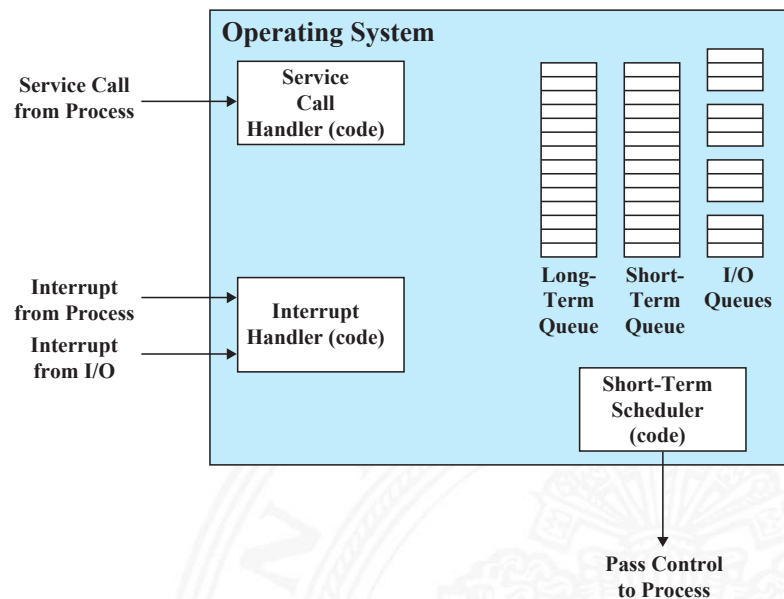 Operating System
Service Call
from Process
Service
Call
Handler (code)
Interrupt
from Process
Interrupt
from I/O
Interrupt
Handler (code)
Long-
Term
Queue
Short-
Term
Queue
I/O
Queues
Short-Term
Scheduler
(code)
Pass Control
to Process